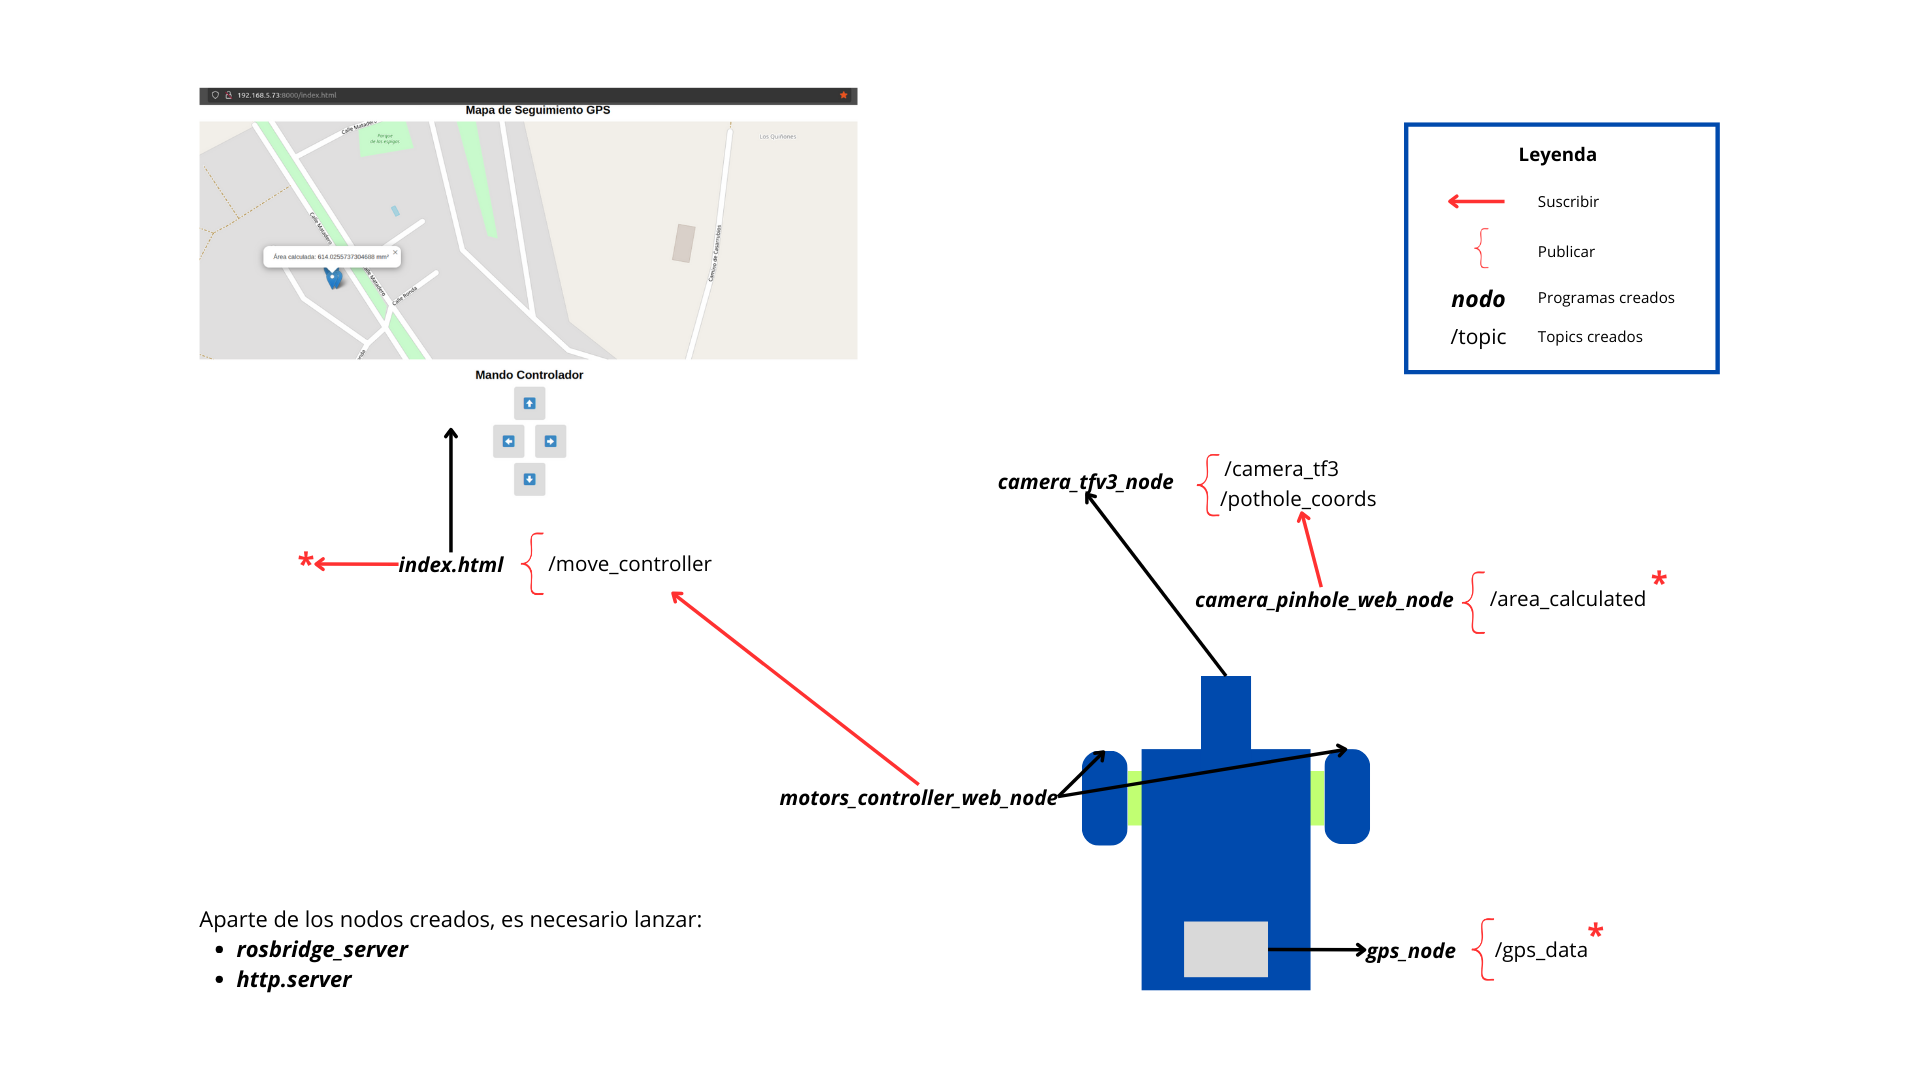 192.168.5.73:8000/index.html
Mapa de Seguimiento GPS
Calle Matadero
Parque
de los
Los Quiñones
Calle Matadero
Camino de Casarrubios
Área calculada: 614.0255737304688 mm²
×
Calle Matadero
Calle Ronda
Mando Controlador
Leyenda
Suscribir
{ Publicar
nodo Programas creados
/topic Topics creados
camera_tfv3_node { /camera_tf3
/pothole_coords
* index.html { /move_controller
camera_pinhole_web_node { /area_calculated *
motors_controller_web_node
Aparte de los nodos creados, es necesario lanzar:
• rosbridge_server
• http.server
gps_node { /gps_data *